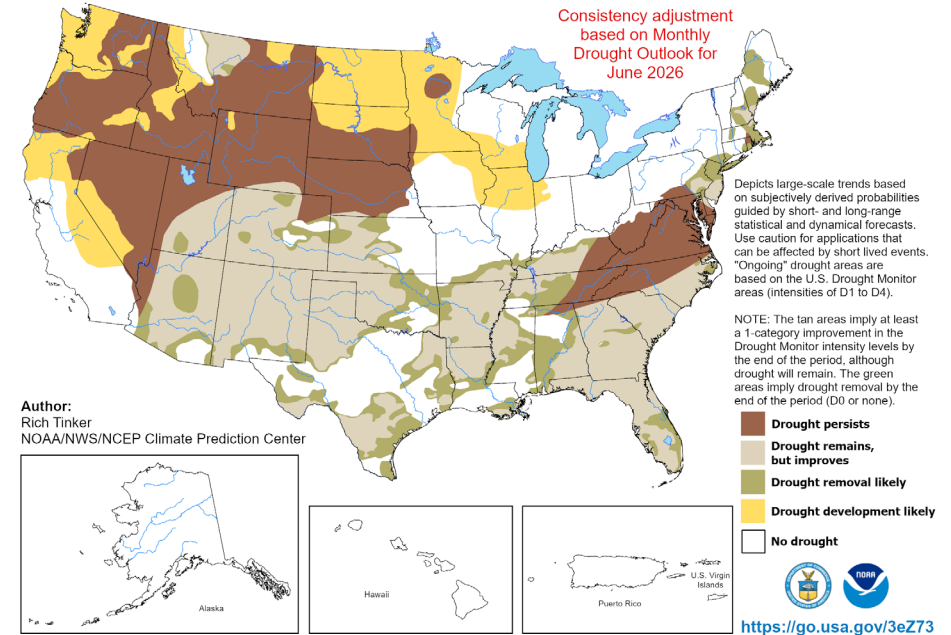 Consistency adjustment
based on Monthly
Drought Outlook for
June 2026
Depicts large-scale trends based
on subjectively derived probabilities
guided by short- and long-range
statistical and dynamical forecasts.
Use caution for applications that
can be affected by short lived events.
"Ongoing" drought areas are
based on the U.S. Drought Monitor
areas (intensities of D1 to D4).
NOTE: The tan areas imply at least
a 1-category improvement in the
Drought Monitor intensity levels by
the end of the period, although
drought will remain. The green
areas imply drought removal by the
end of the period (D0 or none).
Author:
Rich Tinker
NOAA/NWS/NCEP Climate Prediction Center
Drought persists
Drought remains,
but improves
Drought removal likely
Drought development likely
No drought
Alaska
Hawaii
Puerto Rico
U.S. Virgin
Islands
NOAA
https://go.usa.gov/3eZ73